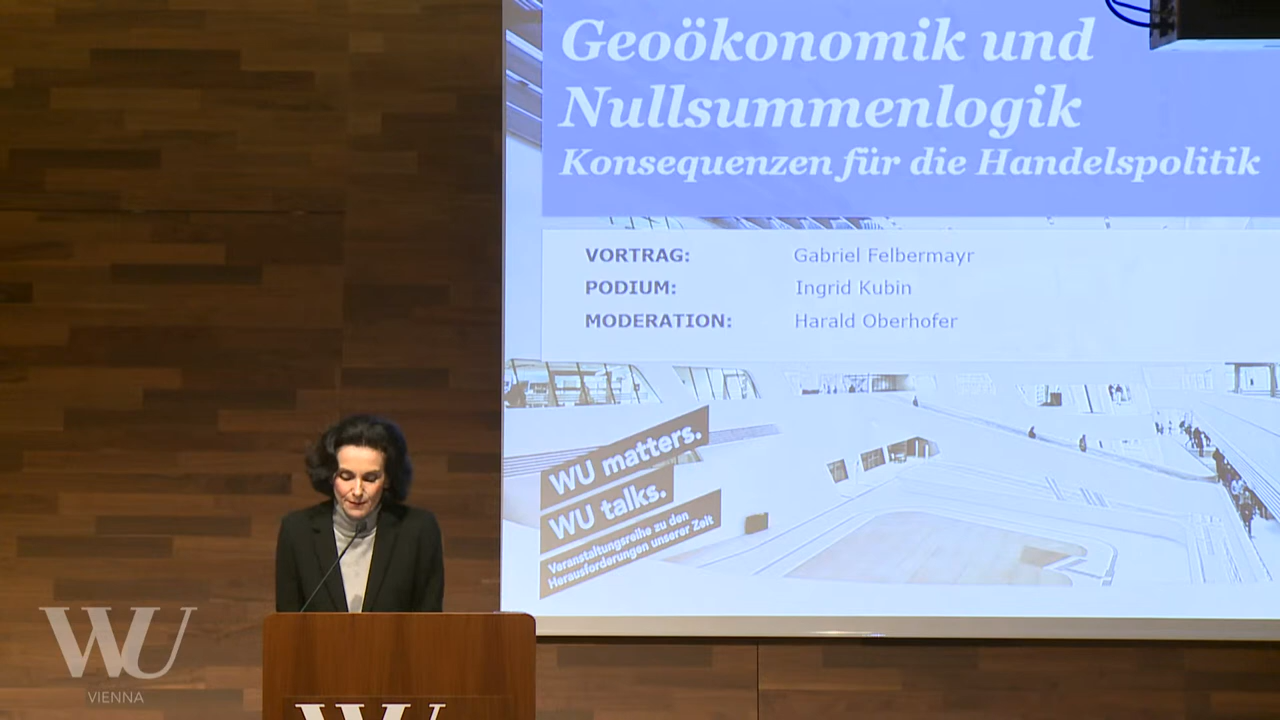 Geoökonomik und
Nullsummenlogik
Konsequenzen für die Handelspolitik
VORTRAG: Gabriel Felbermayr
PODIUM: Ingrid Kubin
MODERATION: Harald Oberhofer
WU matters.
WU talks.
Veranstaltungsreihe zu den
Herausforderungen unserer Zeit
WU
VIENNA
WU